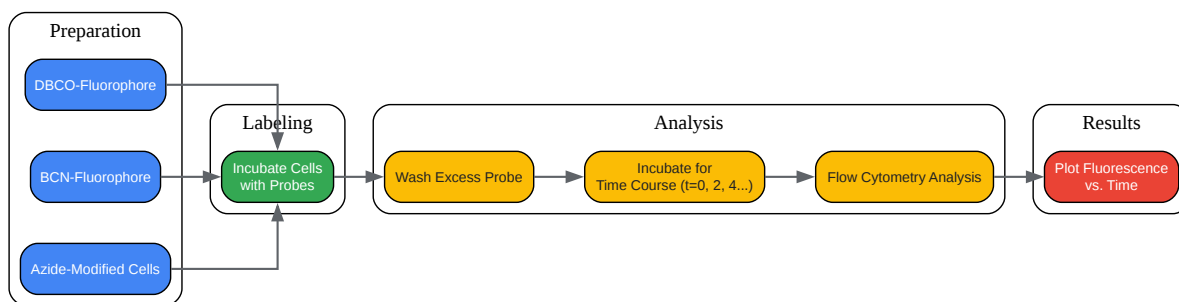 Preparation
DBCO-Fluorophore
BCN-Fluorophore
Azide-Modified Cells
Labeling
Incubate Cells
with Probes
Analysis
Wash Excess Probe
Incubate for
Time Course (t=0, 2, 4...)
Flow Cytometry Analysis
Results
Plot Fluorescence
vs. Time